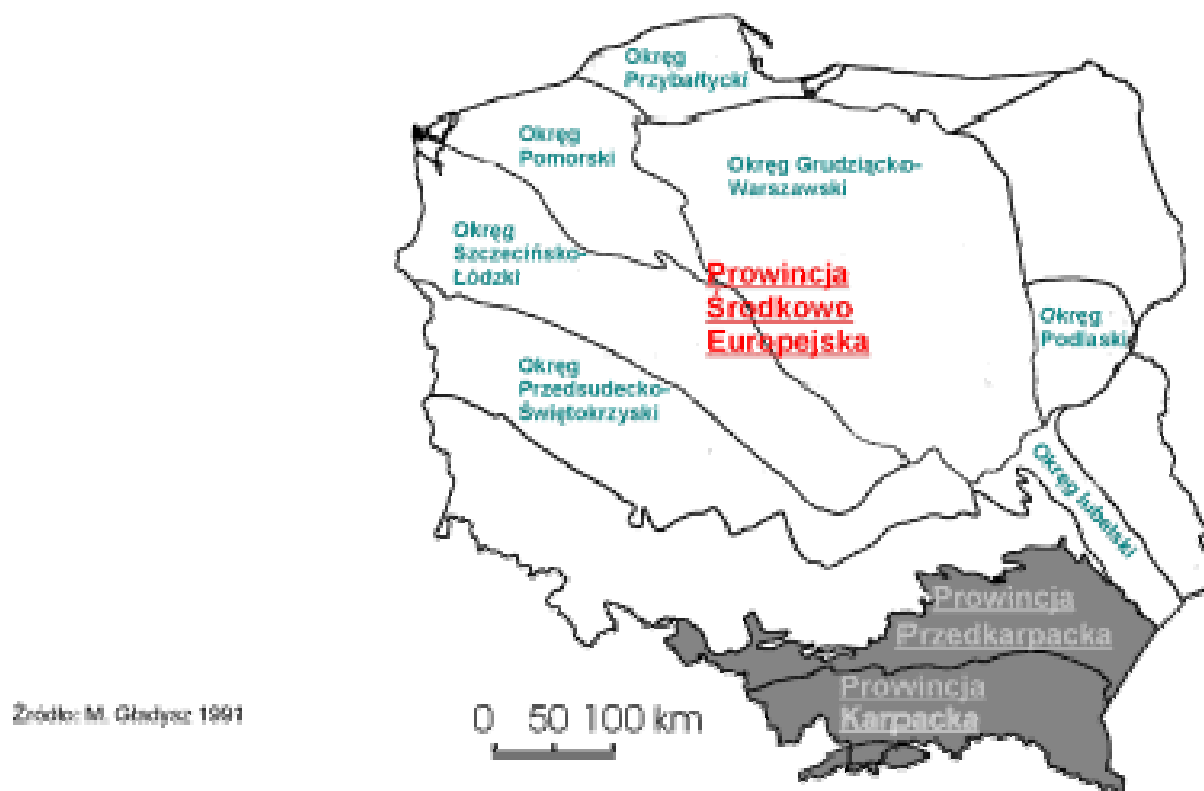 Okręg
Przybałtycki
Okręg
Pomorski
Okręg Grudziącko-
Warszawski
Okręg
Szczecińsko-
Łódzki
Prowincja
Środkowo
Europejska
Okręg
Podlaski
Okręg
Przedsudecko-
Świętokrzyski
Okręg lubelski
Prowincja
Przedkarpacka
Prowincja
Karpacka
Źródło: M. Gładysz 1991
0 50 100 km